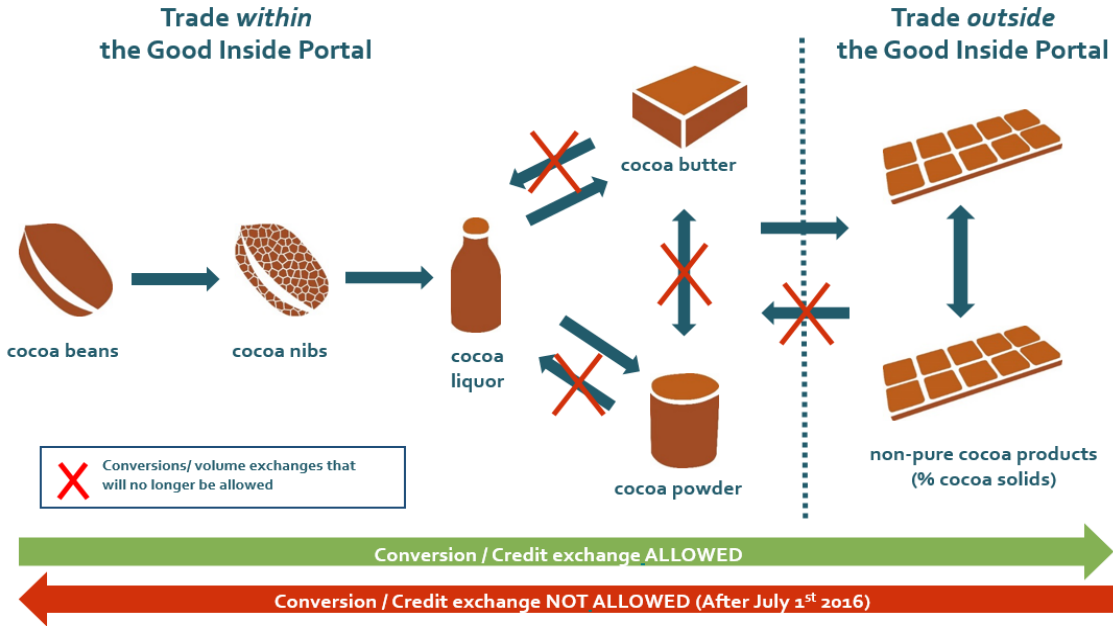 Trade within
the Good Inside Portal
Trade outside
the Good Inside Portal
cocoa butter
cocoa beans
cocoa nibs
cocoa
liquor
cocoa powder
non-pure cocoa products
(% cocoa solids)
Conversions/ volume exchanges that
will no longer be allowed
Conversion / Credit exchange ALLOWED
Conversion / Credit exchange NOT ALLOWED (After July 1st 2016)